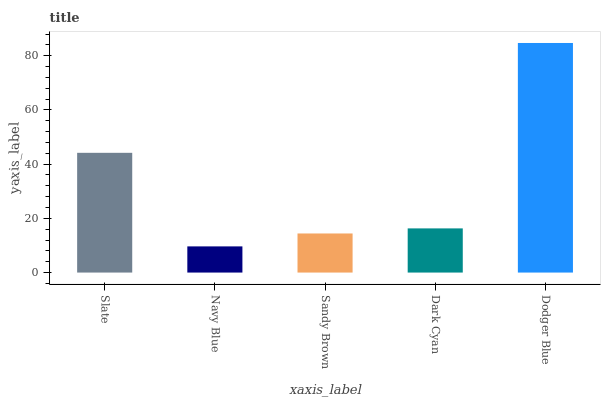 title
yaxis_label
80
60
40
20
0
Slate
Navy Blue
Sandy Brown
Dark Cyan
Dodger Blue
xaxis_label